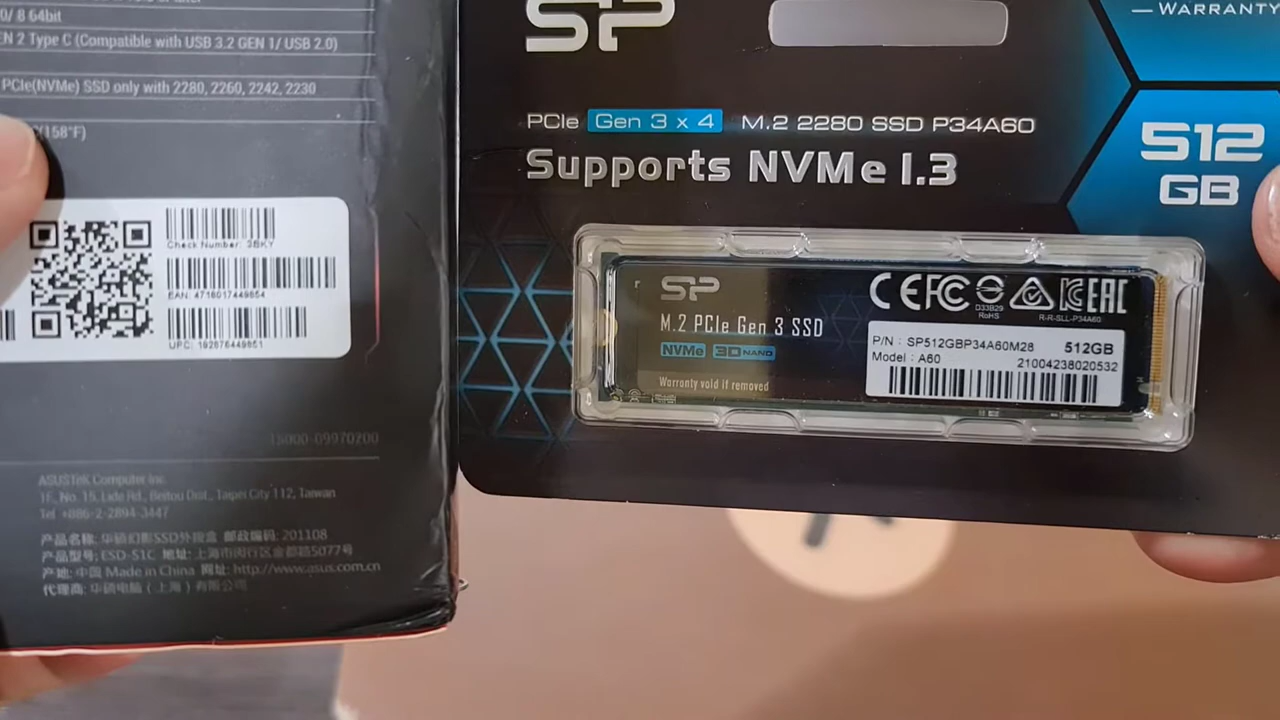 0/ 8 64bit
EN 2 Type C (Compatible with USB 3.2 GEN 1/ USB 2.0)
PCIe(NVMe) SSD only with 2280, 2260, 2242, 2230
(158°F)
Check Number: 3BKY
EAN: 4718017449854
UPC: 192876449851
15000-09970200
ASUSTeK Computer Inc.
1F., No. 15, Lide Rd., Beitou Dist., Taipei City 112, Taiwan
Tel +886-2-2894-3447
产品名称: 华硕幻影SSD外接盒 邮政编码: 201108
产品型号: ESD-S1C 地址: 上海市闵行区金都路5077号
产地: 中国 Made in China 网址: http://www.asus.com.cn
代理商: 华硕电脑（上海）有限公司
SP
WARRANTY
PCIe Gen 3 x 4 M.2 2280 SSD P34A60
Supports NVMe 1.3
512
GB
SP
M.2 PCIe Gen 3 SSD
NVMe 3D NAND
Warranty void if removed
CE FC EAC
D33B29
RoHS
R-R-SLL-P34A60
P/N : SP512GBP34A60M28 512GB
Model : A60 21004238020532